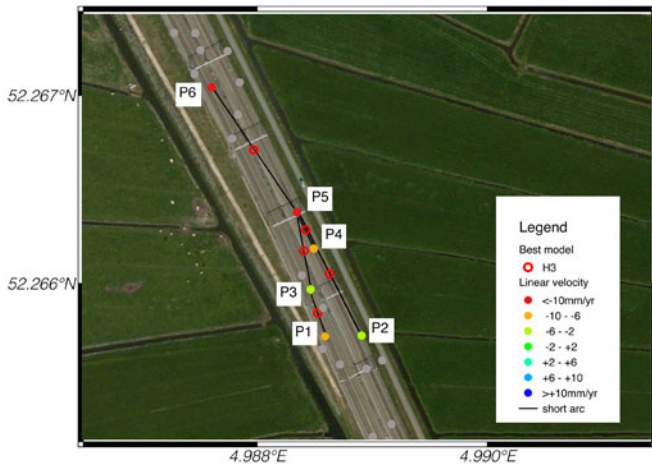 52.267°N
52.266°N
P6
P5
P4
P3
P1
P2
Legend
Best model
H3
Linear velocity
<-10mm/yr
-10 - -6
-6 - -2
-2 - +2
+2 - +6
+6 - +10
>+10mm/yr
short arc
4.988°E
4.990°E